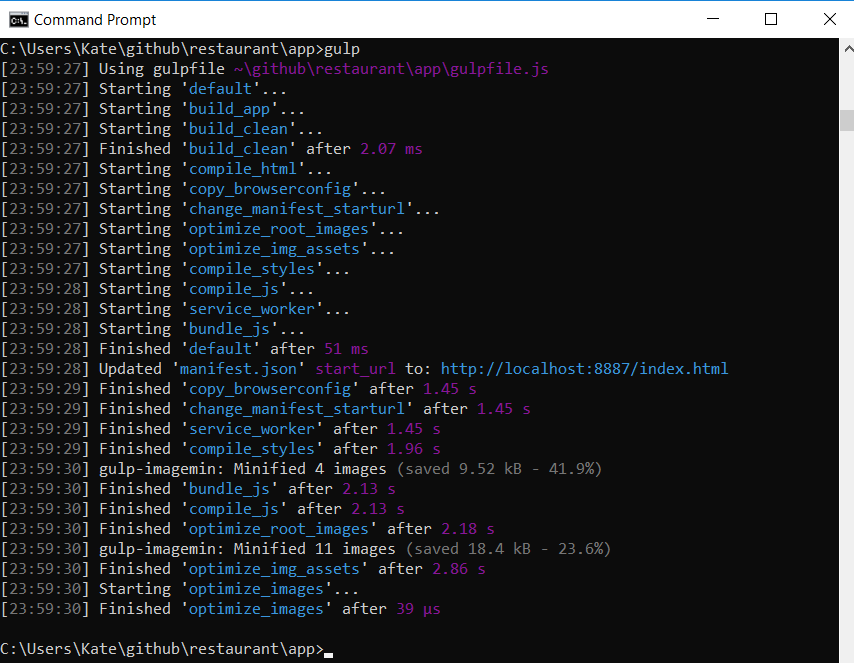 Command Prompt
C:\Users\Kate\github\restaurant\app>gulp
[23:59:27] Using gulpfile ~\github\restaurant\app\gulpfile.js
[23:59:27] Starting 'default'...
[23:59:27] Starting 'build_app'...
[23:59:27] Starting 'build_clean'...
[23:59:27] Finished 'build_clean' after 2.07 ms
[23:59:27] Starting 'compile_html'...
[23:59:27] Starting 'copy_browserconfig'...
[23:59:27] Starting 'change_manifest_starturl'...
[23:59:27] Starting 'optimize_root_images'...
[23:59:27] Starting 'optimize_img_assets'...
[23:59:27] Starting 'compile_styles'...
[23:59:28] Starting 'compile_js'...
[23:59:28] Starting 'service_worker'...
[23:59:28] Starting 'bundle_js'...
[23:59:28] Finished 'default' after 51 ms
[23:59:28] Updated 'manifest.json' start_url to: http://localhost:8887/index.html
[23:59:29] Finished 'copy_browserconfig' after 1.45 s
[23:59:29] Finished 'change_manifest_starturl' after 1.45 s
[23:59:29] Finished 'service_worker' after 1.45 s
[23:59:29] Finished 'compile_styles' after 1.96 s
[23:59:30] gulp-imagemin: Minified 4 images (saved 9.52 kB - 41.9%)
[23:59:30] Finished 'bundle_js' after 2.13 s
[23:59:30] Finished 'compile_js' after 2.13 s
[23:59:30] Finished 'optimize_root_images' after 2.18 s
[23:59:30] gulp-imagemin: Minified 11 images (saved 18.4 kB - 23.6%)
[23:59:30] Finished 'optimize_img_assets' after 2.86 s
[23:59:30] Starting 'optimize_images'...
[23:59:30] Finished 'optimize_images' after 39 μs
C:\Users\Kate\github\restaurant\app>